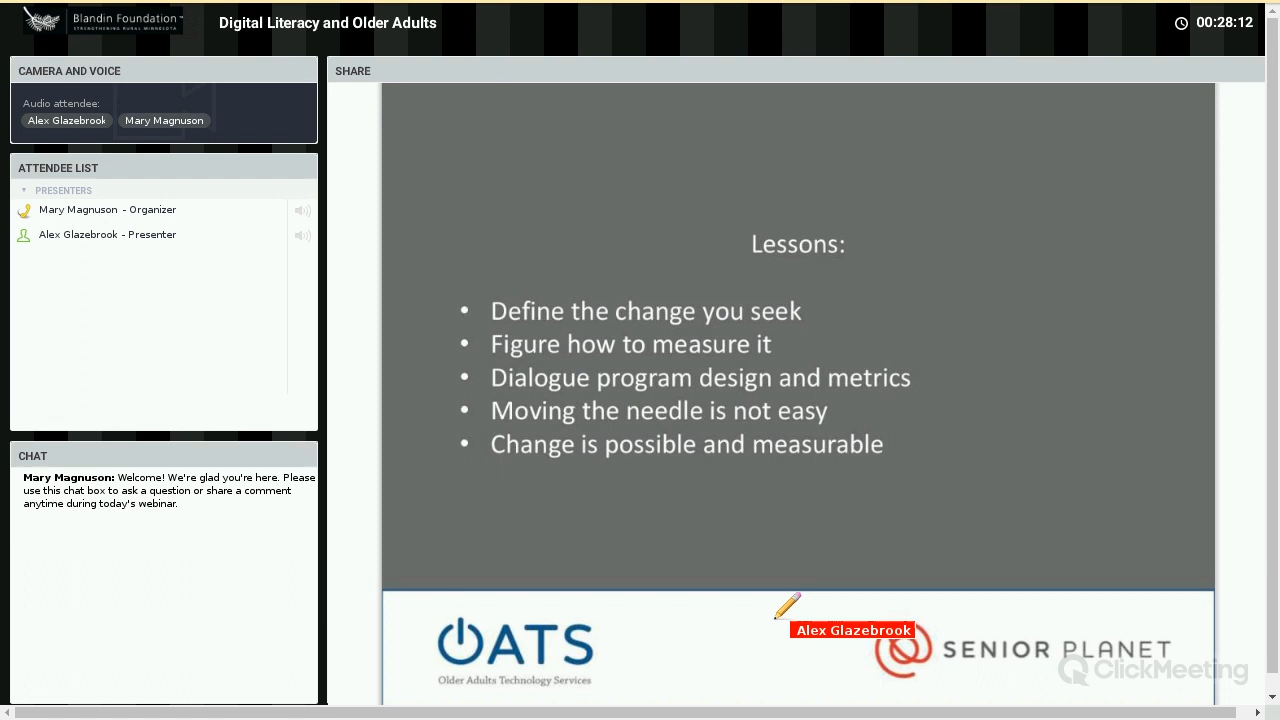 Blandin Foundation™
STRENGTHENING RURAL MINNESOTA
Digital Literacy and Older Adults
00:28:12
CAMERA AND VOICE
Audio attendee:
Alex Glazebrook
Mary Magnuson
ATTENDEE LIST
PRESENTERS
Mary Magnuson - Organizer
Alex Glazebrook - Presenter
CHAT
Mary Magnuson: Welcome! We're glad you're here. Please
use this chat box to ask a question or share a comment
anytime during today's webinar.
SHARE
Lessons:
• Define the change you seek
• Figure how to measure it
• Dialogue program design and metrics
• Moving the needle is not easy
• Change is possible and measurable
Alex Glazebrook
OATS
Older Adults Technology Services
SENIOR PLANET
ClickMeeting